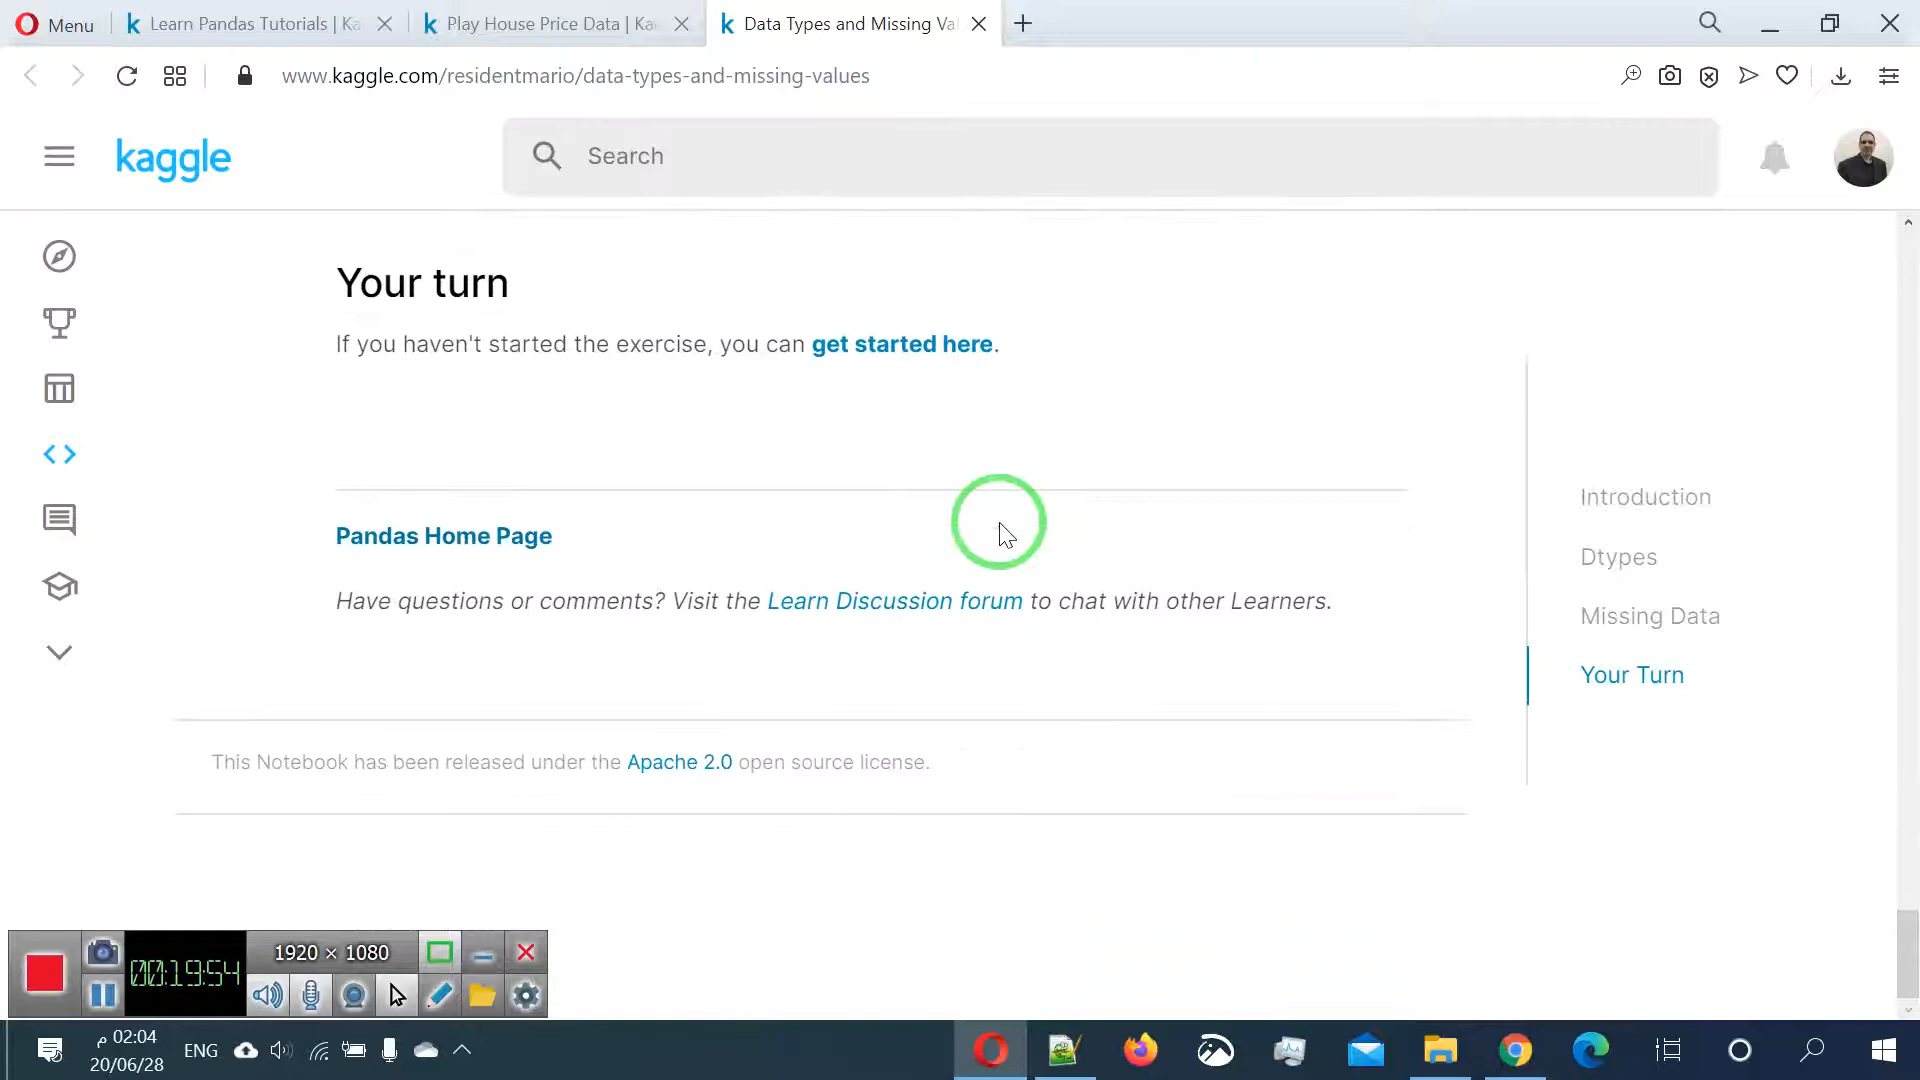 Menu
Learn Pandas Tutorials | Ka
Play House Price Data | Ka
Data Types and Missing Va
www.kaggle.com/residentmario/data-types-and-missing-values
kaggle
Search
Your turn
If you haven't started the exercise, you can get started here.
Introduction
Dtypes
Missing Data
Your Turn
Pandas Home Page
Have questions or comments? Visit the Learn Discussion forum to chat with other Learners.
This Notebook has been released under the Apache 2.0 open source license.
1920 × 1080
00:19:54
02:04 م
20/06/28
ENG